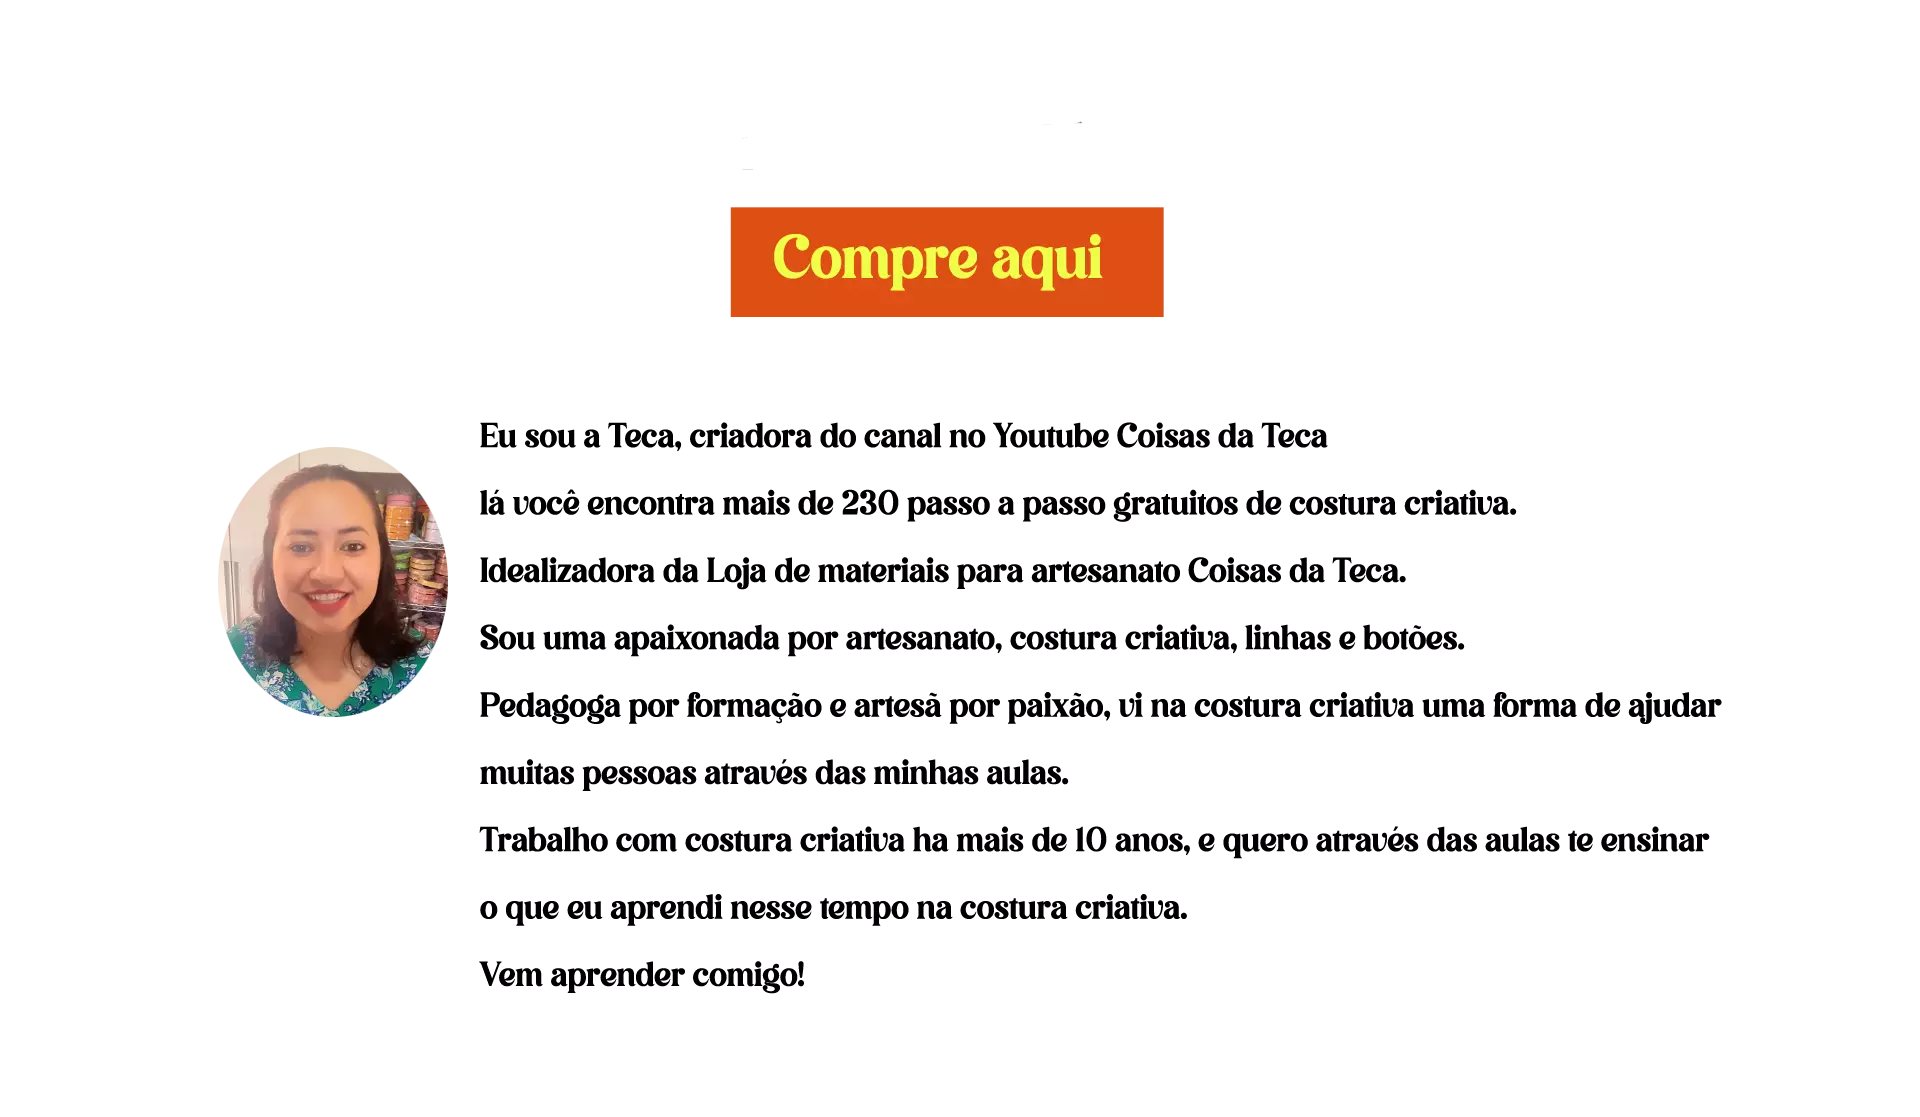 Compre aqui
Eu sou a Teca, criadora do canal no Youtube Coisas da Teca
lá você encontra mais de 230 passo a passo gratuitos de costura criativa.
Idealizadora da Loja de materiais para artesanato Coisas da Teca.
Sou uma apaixonada por artesanato, costura criativa, linhas e botões.
Pedagoga por formação e artesã por paixão, vi na costura criativa uma forma de ajudar
muitas pessoas através das minhas aulas.
Trabalho com costura criativa ha mais de 10 anos, e quero através das aulas te ensinar
o que eu aprendi nesse tempo na costura criativa.
Vem aprender comigo!